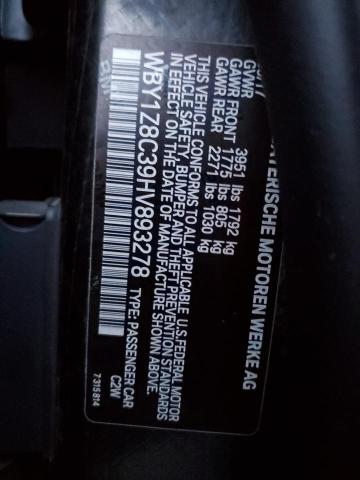 AYERISCHE MOTOREN WERKE AG
GVWR 3951 lbs 1792 kg
GAWR FRONT 1775 lbs 805 kg
GAWR REAR 2271 lbs 1030 kg
THIS VEHICLE CONFORMS TO ALL APPLICABLE U.S. FEDERAL MOTOR
VEHICLE SAFETY, BUMPER AND THEFT PREVENTION STANDARDS
IN EFFECT ON THE DATE OF MANUFACTURE SHOWN ABOVE.
WBY1Z8C39HV893278 TYPE: PASSENGER CAR
C2W
7315814